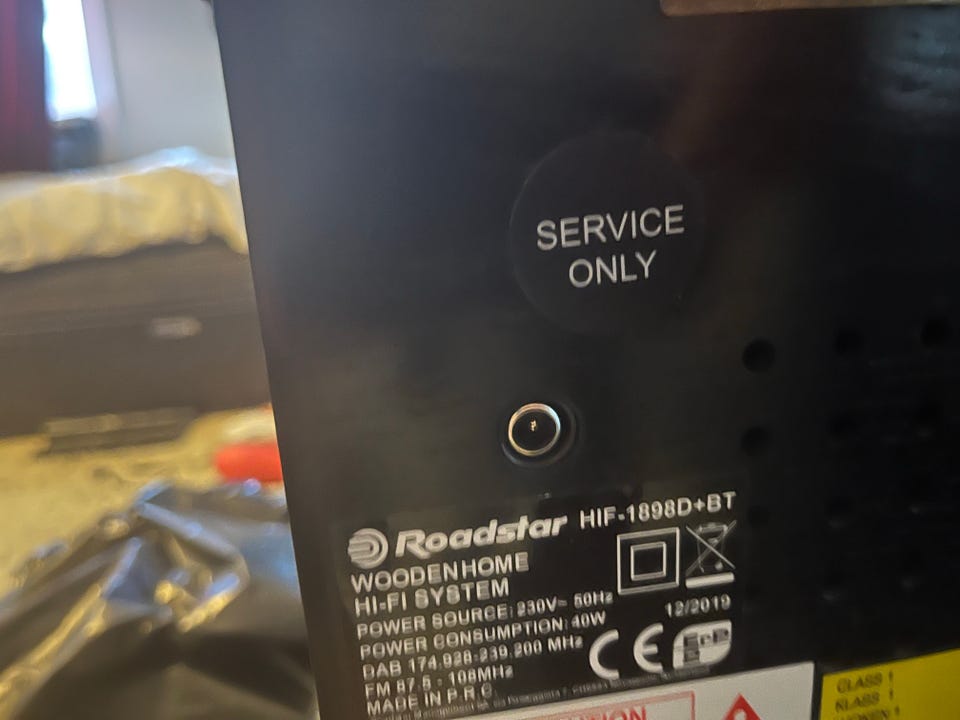 SERVICE
ONLY
Roadstar HIF-1898D+BT
WOODEN HOME
HI-FI SYSTEM
POWER SOURCE: 230V~ 50Hz
POWER CONSUMPTION: 40W
12/2019
DAB 174.928-239.200 MHz
FM 87.5 - 108MHz
MADE IN P.R.C.
CE
CLASS 1
KLASS 1